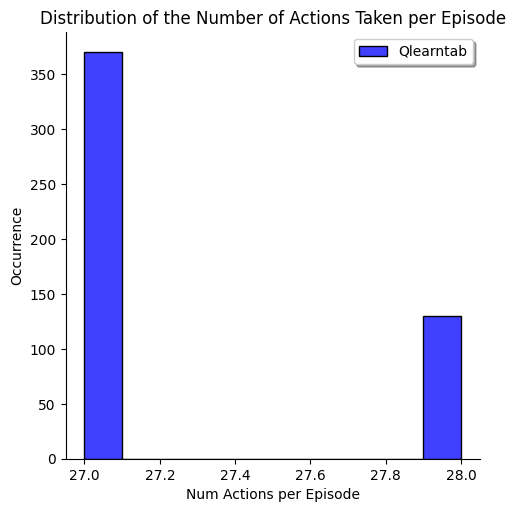 Distribution of the Number of Actions Taken per Episode
Qlearntab
350
300
250
200
150
100
50
0
Occurrence
27.0 27.2 27.4 27.6 27.8 28.0
Num Actions per Episode